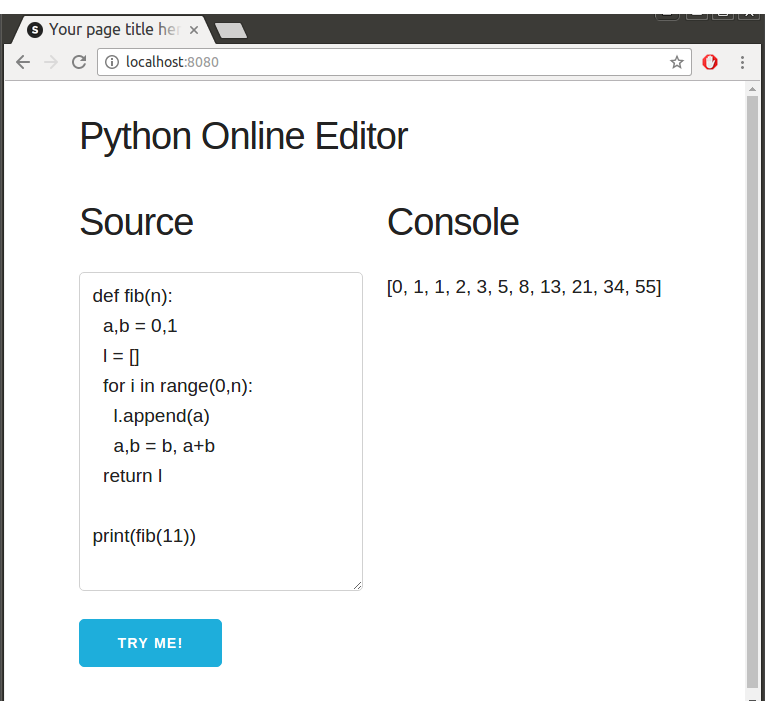 S Your page title her
localhost:8080
Python Online Editor
Source
Console
def fib(n):
  a,b = 0,1
  l = []
  for i in range(0,n):
    l.append(a)
    a,b = b, a+b
  return l

print(fib(11))
[0, 1, 1, 2, 3, 5, 8, 13, 21, 34, 55]
TRY ME!